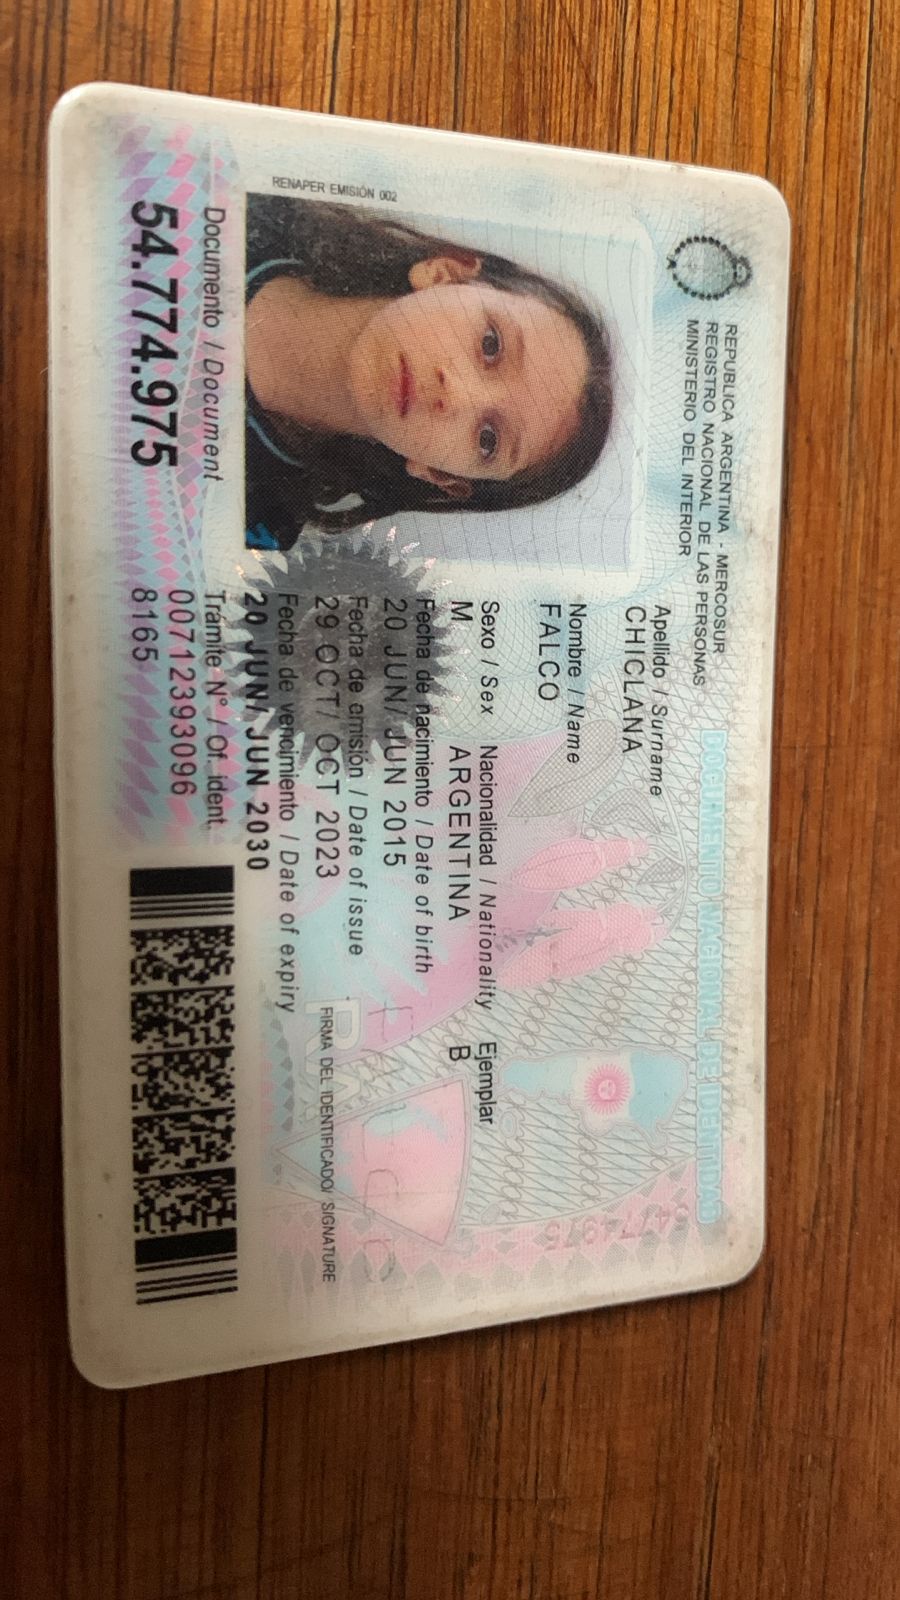 REPUBLICA ARGENTINA - MERCOSUR
REGISTRO NACIONAL DE LAS PERSONAS
MINISTERIO DEL INTERIOR
DOCUMENTO NACIONAL DE IDENTIDAD
Apellido / Surname
CHICLANA
Nombre / Name
FALCO
Sexo / Sex Nacionalidad / Nationality Ejemplar
M ARGENTINA B
Fecha de nacimiento / Date of birth
20 JUN/ JUN 2015
Fecha de emisión / Date of issue
29 OCT/ OCT 2023
Fecha de vencimiento / Date of expiry
20 JUN/ JUN 2030
FIRMA DEL IDENTIFICADO/ SIGNATURE
RENAPER EMISIÓN 002
Documento / Document
54.774.975
Trámite Nº / Of. ident.
00712393096
8165
54774975